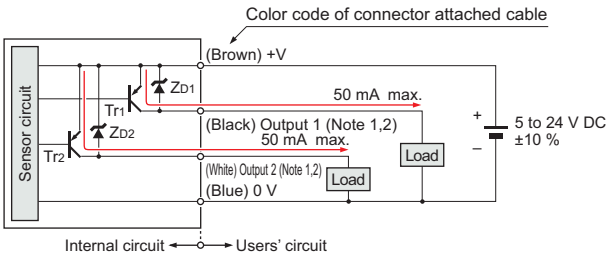 Color code of connector attached cable
(Brown) +V
ZD1
50 mA max.
Tr1
(Black) Output 1 (Note 1,2)
ZD2
50 mA max.
+
5 to 24 V DC
±10 %
–
Sensor circuit
Tr2
Load
(White) Output 2 (Note 1,2)
Load
(Blue) 0 V
Internal circuit
Users' circuit